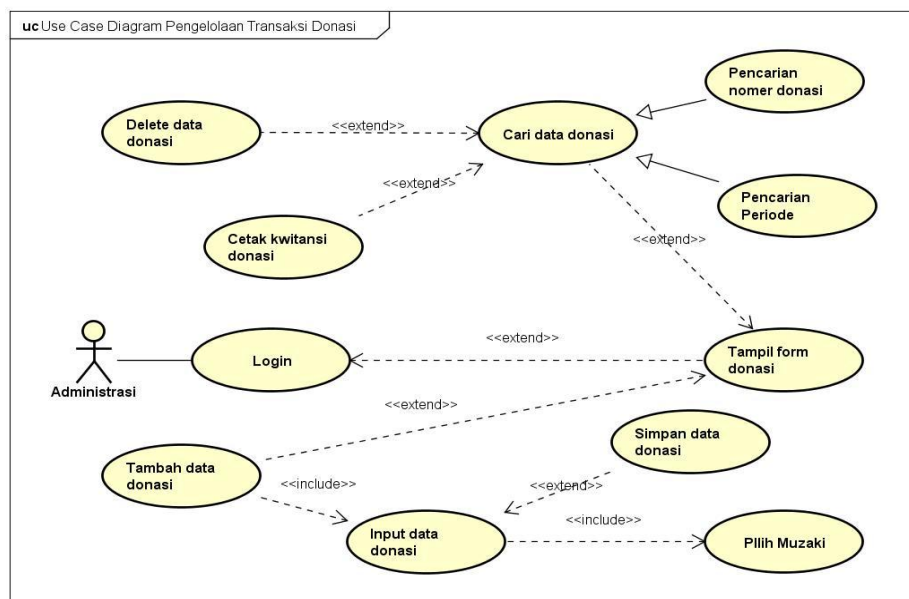 uc Use Case Diagram Pengelolaan Transaksi Donasi
Pencarian
nomer donasi
Delete data
donasi
<<extend>>
Cari data donasi
<<extend>>
Pencarian
Periode
Cetak kwitansi
donasi
<<extend>>
<<extend>>
Login
Tampil form
donasi
Administrasi
<<extend>>
Simpan data
donasi
Tambah data
donasi
<<include>>
<<extend>>
<<include>>
Input data
donasi
PIlih Muzaki